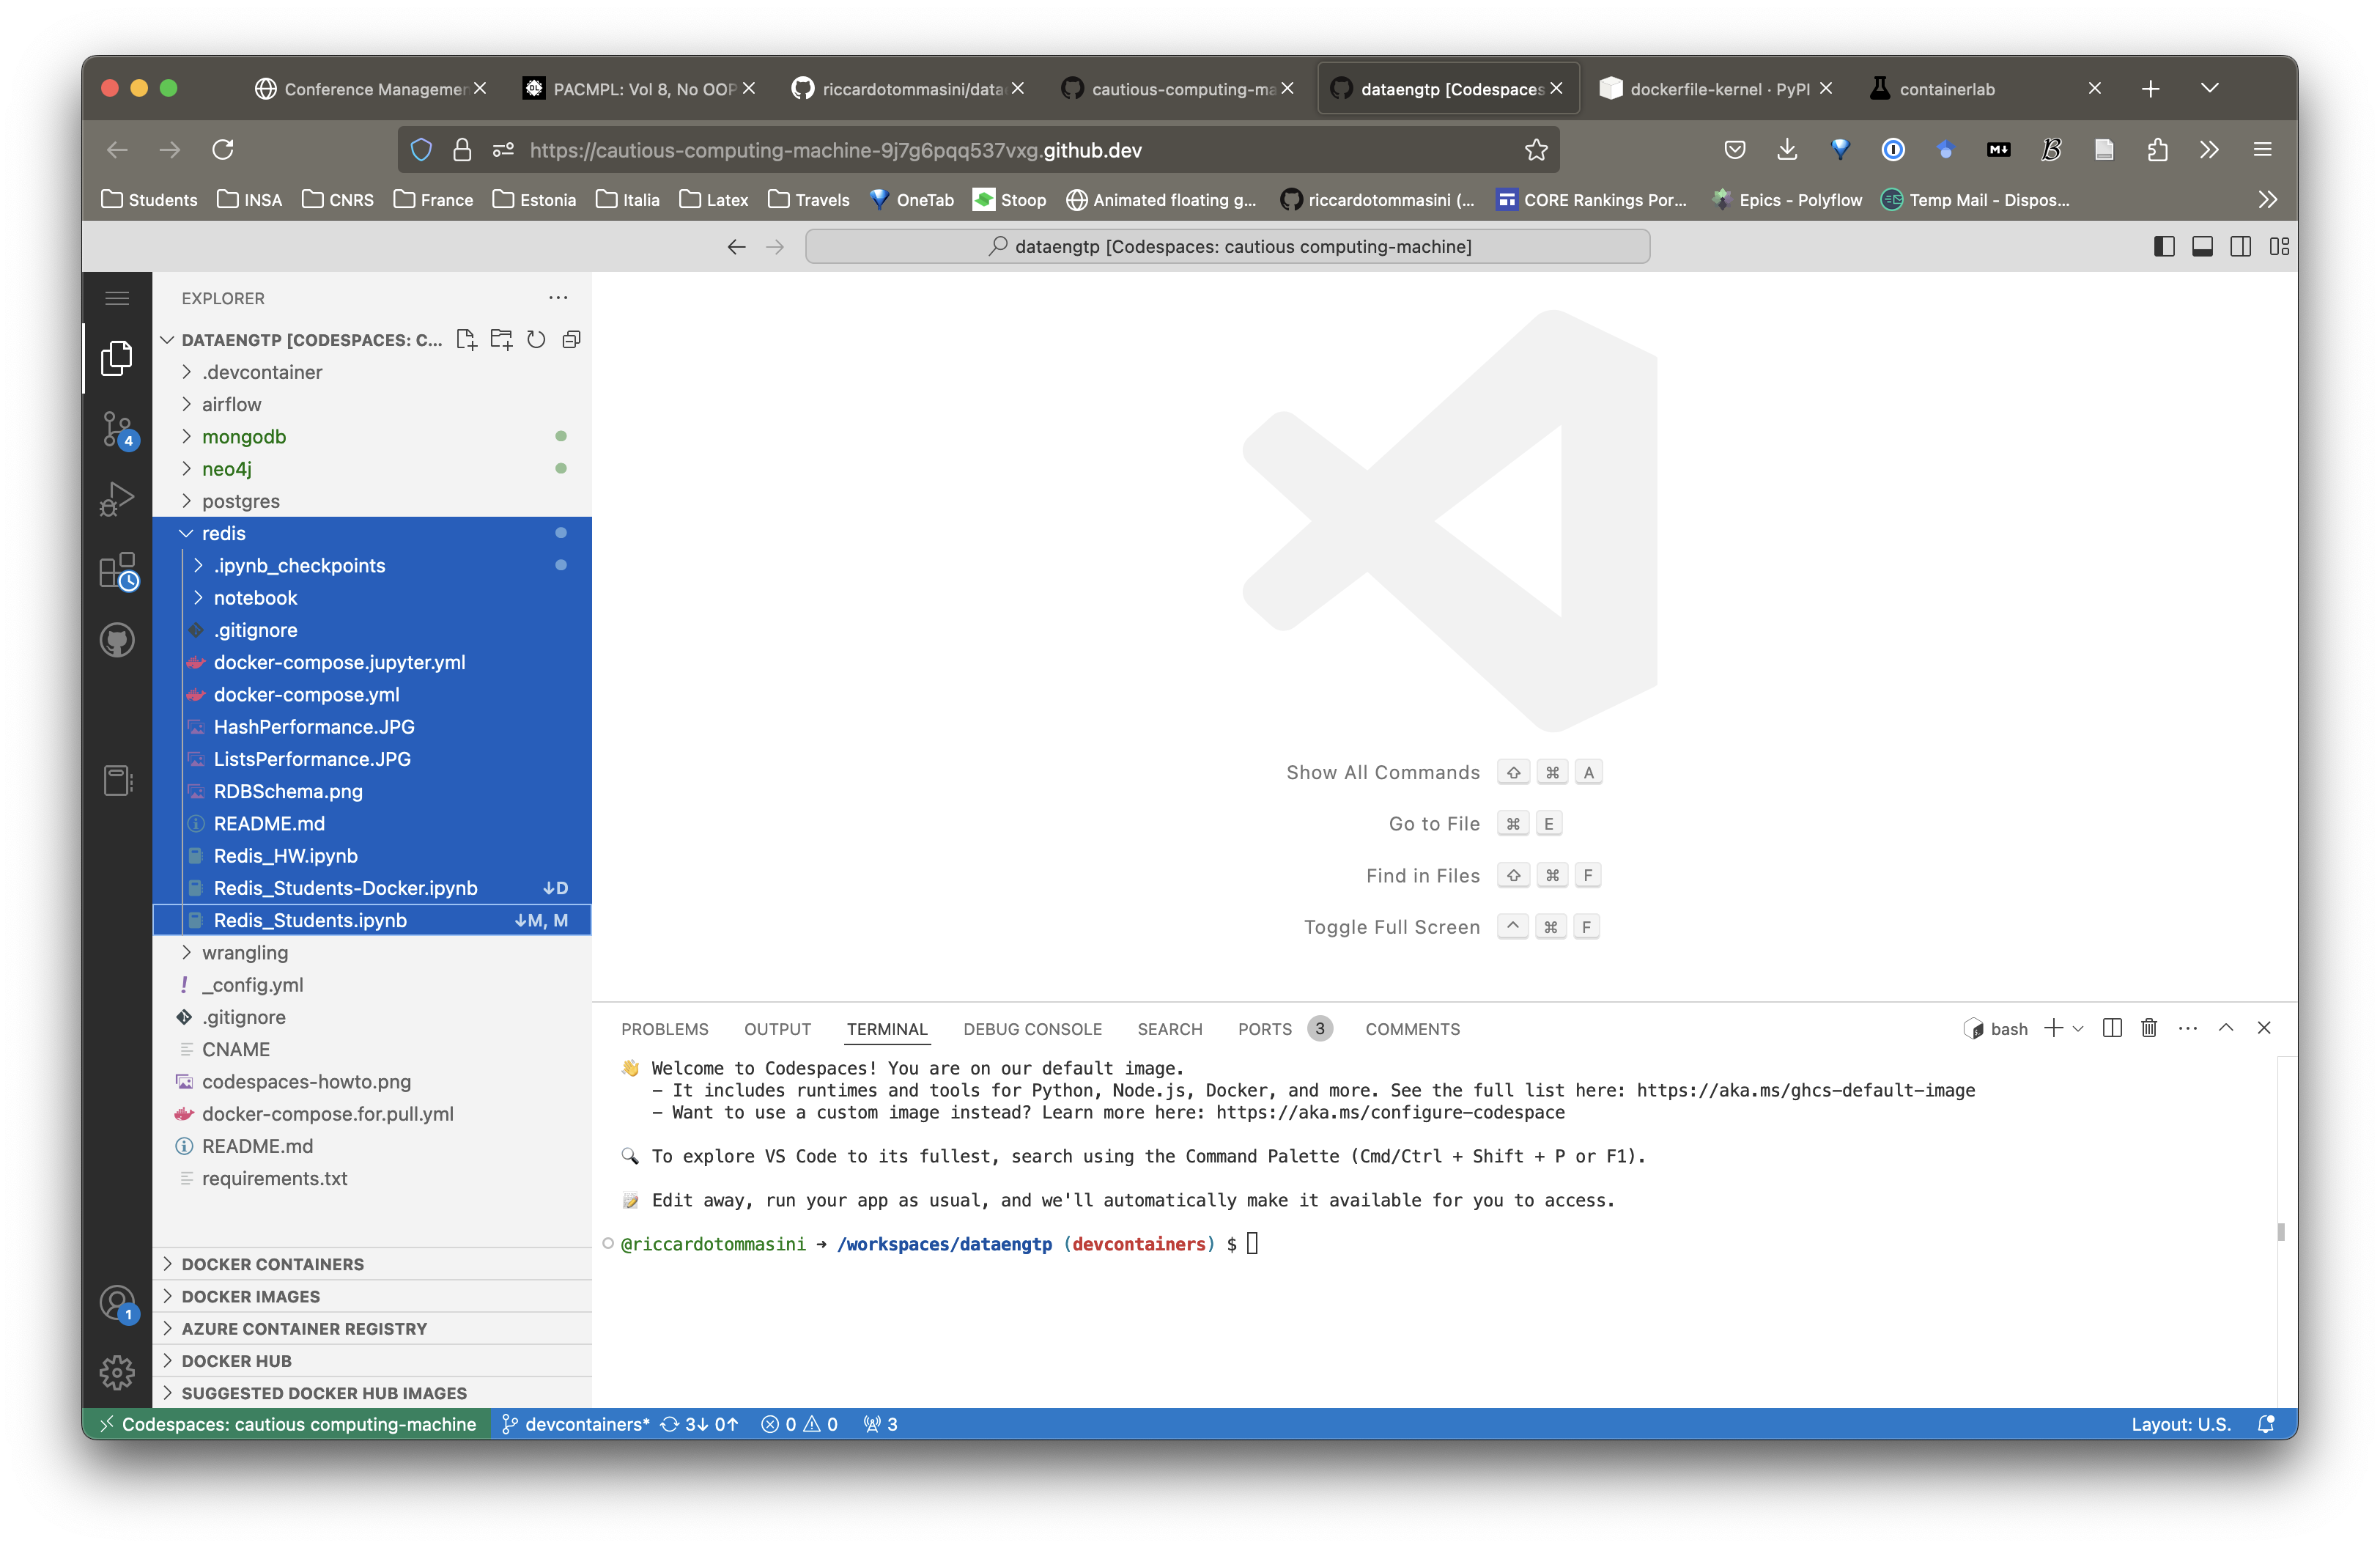 Conference Managemen
PACMPL: Vol 8, No OOP
riccardotommasini/data
cautious-computing-ma
dataengtp [Codespaces
dockerfile-kernel · PyPI
containerlab
https://cautious-computing-machine-9j7g6pqq537vxg.github.dev
Students
INSA
CNRS
France
Estonia
Italia
Latex
Travels
OneTab
Stoop
Animated floating g...
riccardotommasini (...
CORE Rankings Por...
Epics - Polyflow
Temp Mail - Dispos...
dataengtp [Codespaces: cautious computing-machine]
EXPLORER
DATAENGTP [CODESPACES: C...
.devcontainer
airflow
mongodb
neo4j
postgres
redis
.ipynb_checkpoints
notebook
.gitignore
docker-compose.jupyter.yml
docker-compose.yml
HashPerformance.JPG
ListsPerformance.JPG
RDBSchema.png
README.md
Redis_HW.ipynb
Redis_Students-Docker.ipynb ↓D
Redis_Students.ipynb ↓M, M
wrangling
_config.yml
.gitignore
CNAME
codespaces-howto.png
docker-compose.for.pull.yml
README.md
requirements.txt
DOCKER CONTAINERS
DOCKER IMAGES
AZURE CONTAINER REGISTRY
DOCKER HUB
SUGGESTED DOCKER HUB IMAGES
4
1
Show All Commands ⇧ ⌘ A
Go to File ⌘ E
Find in Files ⇧ ⌘ F
Toggle Full Screen ^ ⌘ F
PROBLEMS OUTPUT TERMINAL DEBUG CONSOLE SEARCH PORTS 3 COMMENTS
bash
👋 Welcome to Codespaces! You are on our default image.
– It includes runtimes and tools for Python, Node.js, Docker, and more. See the full list here: https://aka.ms/ghcs-default-image
– Want to use a custom image instead? Learn more here: https://aka.ms/configure-codespace
🔍 To explore VS Code to its fullest, search using the Command Palette (Cmd/Ctrl + Shift + P or F1).
📝 Edit away, run your app as usual, and we'll automatically make it available for you to access.
@riccardotommasini → /workspaces/dataengtp (devcontainers) $
Codespaces: cautious computing-machine
devcontainers* 3↓ 0↑ 0 0 3
Layout: U.S.